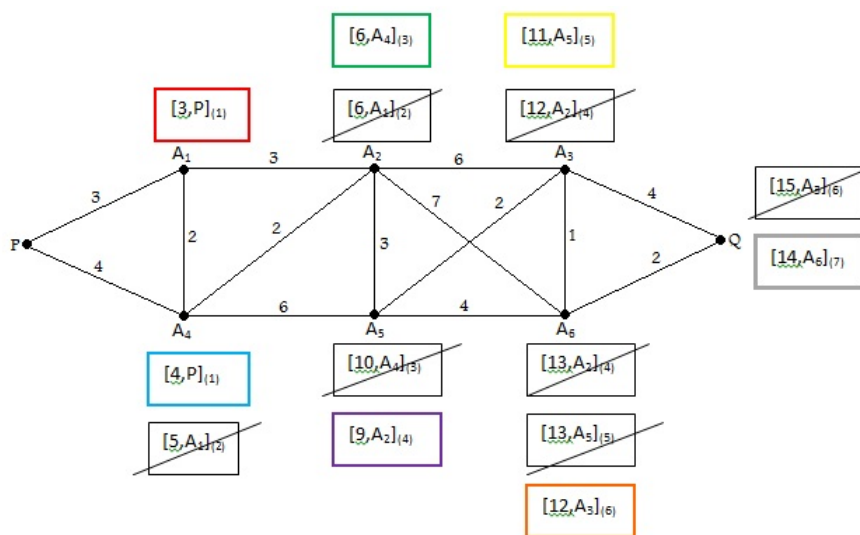 [6,A₄]₍₃₎ [11,A₅]₍₅₎
[3,P]₍₁₎ [6,A₁]₍₂₎ [12,A₂]₍₄₎
A₁ A₂ A₃
3 6
[15,A₃]₍₆₎
3 7 2 4
P 2 2 3 1 Q
4 2 [14,A₆]₍₇₎
6 4
A₄ A₅ A₆
[4,P]₍₁₎ [10,A₄]₍₃₎ [13,A₂]₍₄₎
[5,A₁]₍₂₎ [9,A₂]₍₄₎ [13,A₅]₍₅₎
[12,A₃]₍₆₎